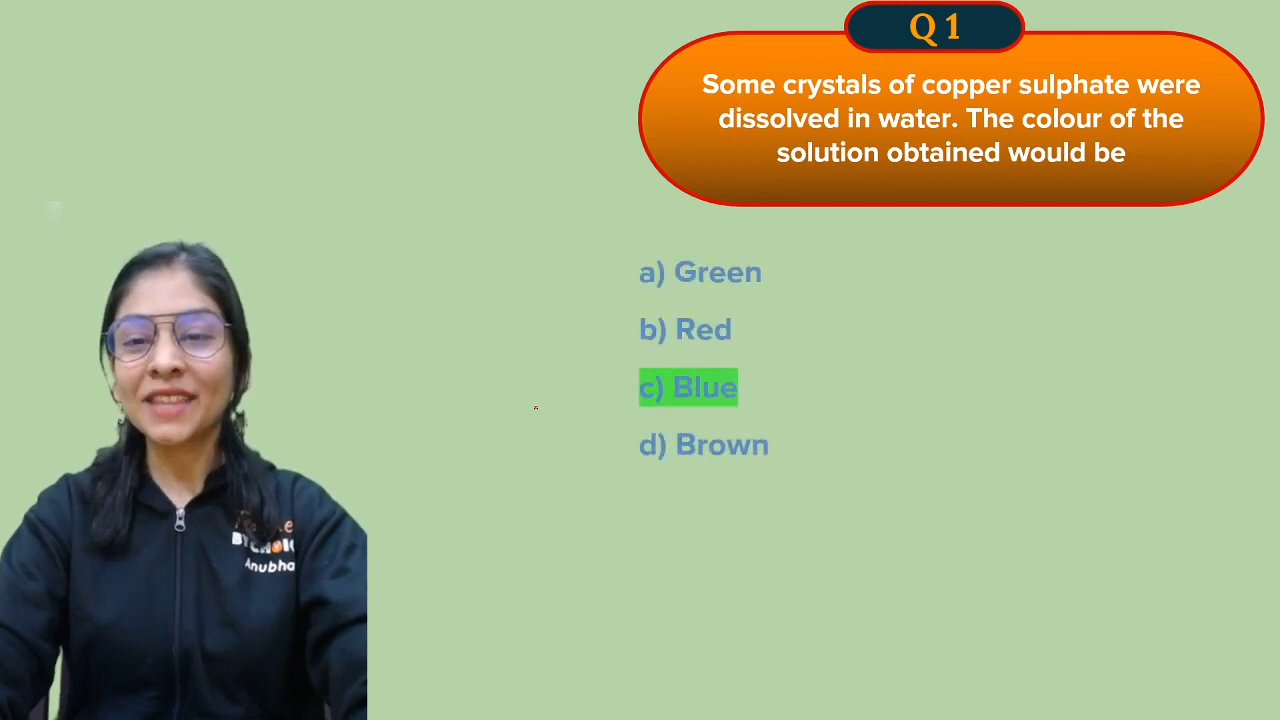 Q 1
Some crystals of copper sulphate were
dissolved in water. The colour of the
solution obtained would be
a) Green
b) Red
c) Blue
d) Brown
Anubha